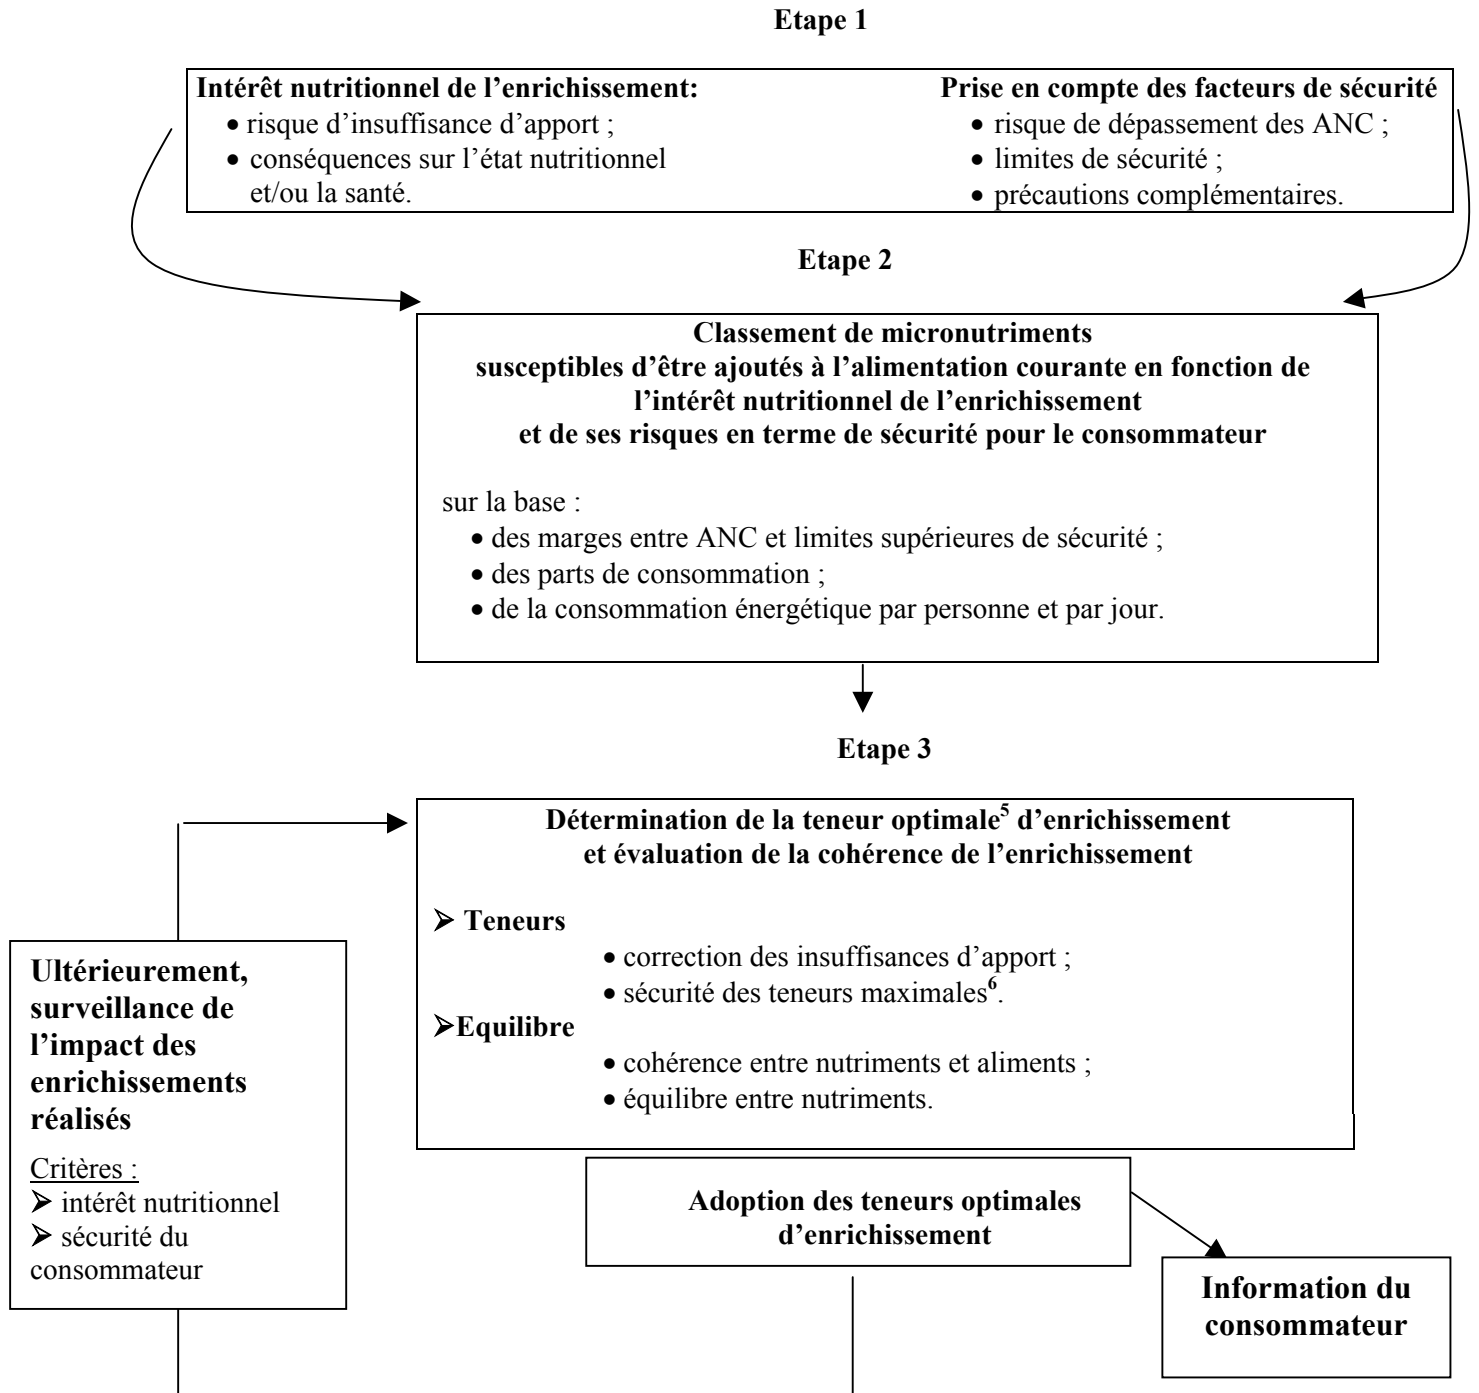 Etape 1
Intérêt nutritionnel de l’enrichissement:
• risque d’insuffisance d’apport ;
• conséquences sur l’état nutritionnel
et/ou la santé.
Prise en compte des facteurs de sécurité
• risque de dépassement des ANC ;
• limites de sécurité ;
• précautions complémentaires.
Etape 2
Classement de micronutriments
susceptibles d’être ajoutés à l’alimentation courante en fonction de
l’intérêt nutritionnel de l’enrichissement
et de ses risques en terme de sécurité pour le consommateur
sur la base :
• des marges entre ANC et limites supérieures de sécurité ;
• des parts de consommation ;
• de la consommation énergétique par personne et par jour.
Etape 3
Détermination de la teneur optimale⁵ d’enrichissement
et évaluation de la cohérence de l’enrichissement
➢ Teneurs
• correction des insuffisances d’apport ;
• sécurité des teneurs maximales⁶.
➢Equilibre
• cohérence entre nutriments et aliments ;
• équilibre entre nutriments.
Ultérieurement,
surveillance de
l’impact des
enrichissements
réalisés
Critères :
➢ intérêt nutritionnel
➢ sécurité du
consommateur
Adoption des teneurs optimales
d’enrichissement
Information du
consommateur